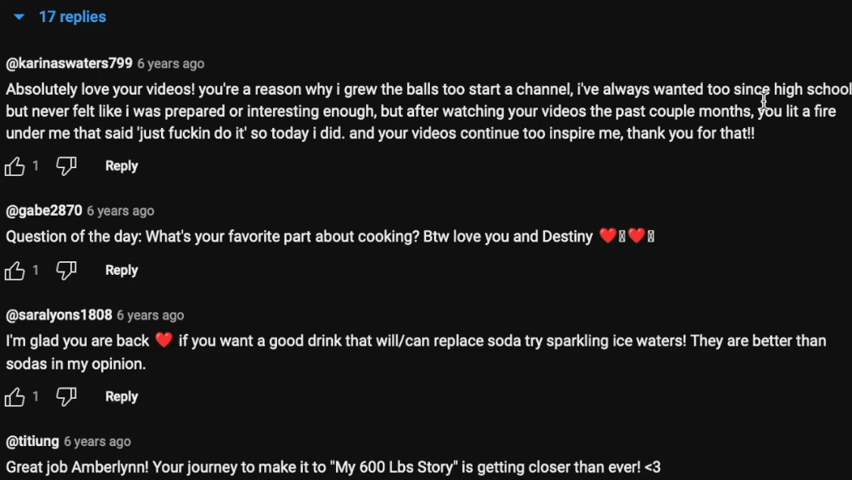 17 replies
@karinaswaters799 6 years ago
Absolutely love your videos! you're a reason why i grew the balls too start a channel, i've always wanted too since high school
but never felt like i was prepared or interesting enough, but after watching your videos the past couple months, you lit a fire
under me that said 'just fuckin do it' so today i did. and your videos continue too inspire me, thank you for that!!
1 Reply
@gabe2870 6 years ago
Question of the day: What's your favorite part about cooking? Btw love you and Destiny ❤️❤️
1 Reply
@saralyons1808 6 years ago
I'm glad you are back ❤️ if you want a good drink that will/can replace soda try sparkling ice waters! They are better than
sodas in my opinion.
1 Reply
@titiung 6 years ago
Great job Amberlynn! Your journey to make it to "My 600 Lbs Story" is getting closer than ever! <3